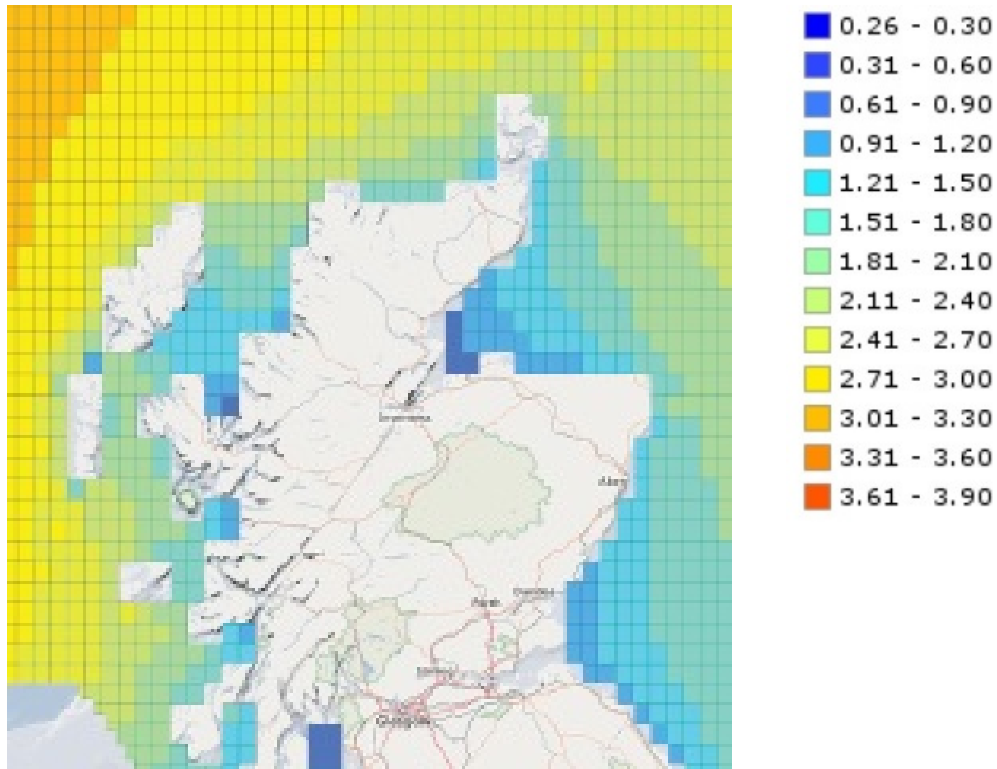 0.26 - 0.30
0.31 - 0.60
0.61 - 0.90
0.91 - 1.20
1.21 - 1.50
1.51 - 1.80
1.81 - 2.10
2.11 - 2.40
2.41 - 2.70
2.71 - 3.00
3.01 - 3.30
3.31 - 3.60
3.61 - 3.90
Perth
Glasgow